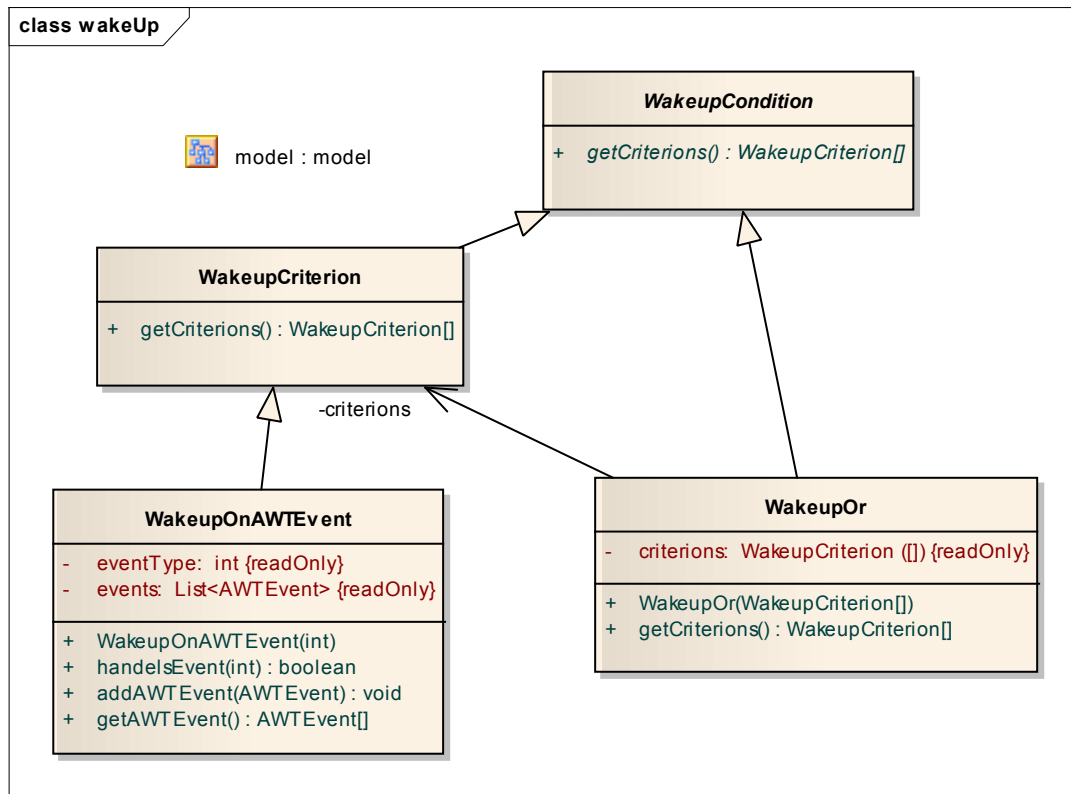 class wakeUp
WakeupCondition
+ getCriterions() : WakeupCriterion[]
model : model
WakeupCriterion
+ getCriterions() : WakeupCriterion[]
-criterions
WakeupOnAWTEvent
- eventType: int {readOnly}
- events: List<AWTEvent> {readOnly}
+ WakeupOnAWTEvent(int)
+ handelsEvent(int) : boolean
+ addAWTEvent(AWTEvent) : void
+ getAWTEvent() : AWTEvent[]
WakeupOr
- criterions: WakeupCriterion ([]) {readOnly}
+ WakeupOr(WakeupCriterion[])
+ getCriterions() : WakeupCriterion[]